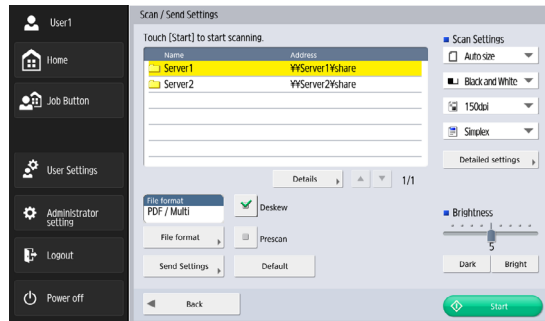 User1
Home
Job Button
User Settings
Administrator
setting
Logout
Power off
Scan / Send Settings
Touch [Start] to start scanning.
Name Address
Server1 ¥¥Server1¥share
Server2 ¥¥Server2¥share
Details 1/1
File format
PDF / Multi
Deskew
File format
Prescan
Send Settings
Default
Back
Scan Settings
Auto size
Black and White
150dpi
Simplex
Detailed settings
Brightness
5
Dark Bright
Start